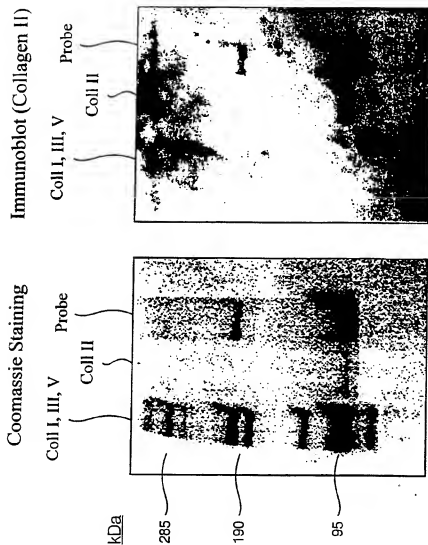 Coomassie Staining
Coll I, III, V
Coll II
Probe
kDa
285
190
95
Immunoblot (Collagen II)
Coll I, III, V
Coll II
Probe